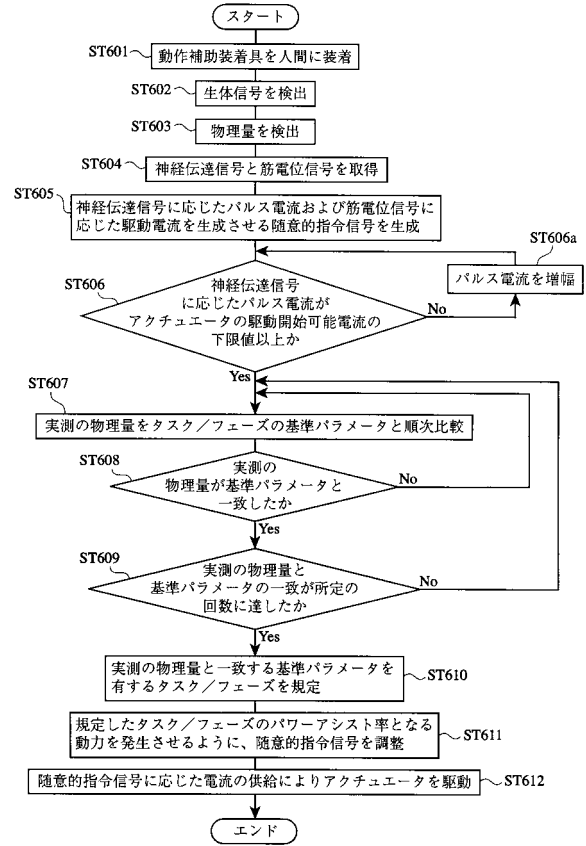 スタート
ST601
動作補助装着具を人間に装着
ST602
生体信号を検出
ST603
物理量を検出
ST604
神経伝達信号と筋電位信号を取得
ST605
神経伝達信号に応じたパルス電流および筋電位信号に
応じた駆動電流を生成させる随意的指令信号を生成
ST606a
パルス電流を増幅
ST606
神経伝達信号
に応じたパルス電流が
アクチュエータの駆動開始可能電流の
下限値以上か
No
Yes
ST607
実測の物理量をタスク／フェーズの基準パラメータと順次比較
ST608
実測の
物理量が基準パラメータと
一致したか
No
Yes
ST609
実測の物理量と
基準パラメータの一致が所定の
回数に達したか
No
Yes
実測の物理量と一致する基準パラメータを
有するタスク／フェーズを規定
ST610
規定したタスク／フェーズのパワーアシスト率となる
動力を発生させるように、随意的指令信号を調整
ST611
随意的指令信号に応じた電流の供給によりアクチュエータを駆動
ST612
エンド